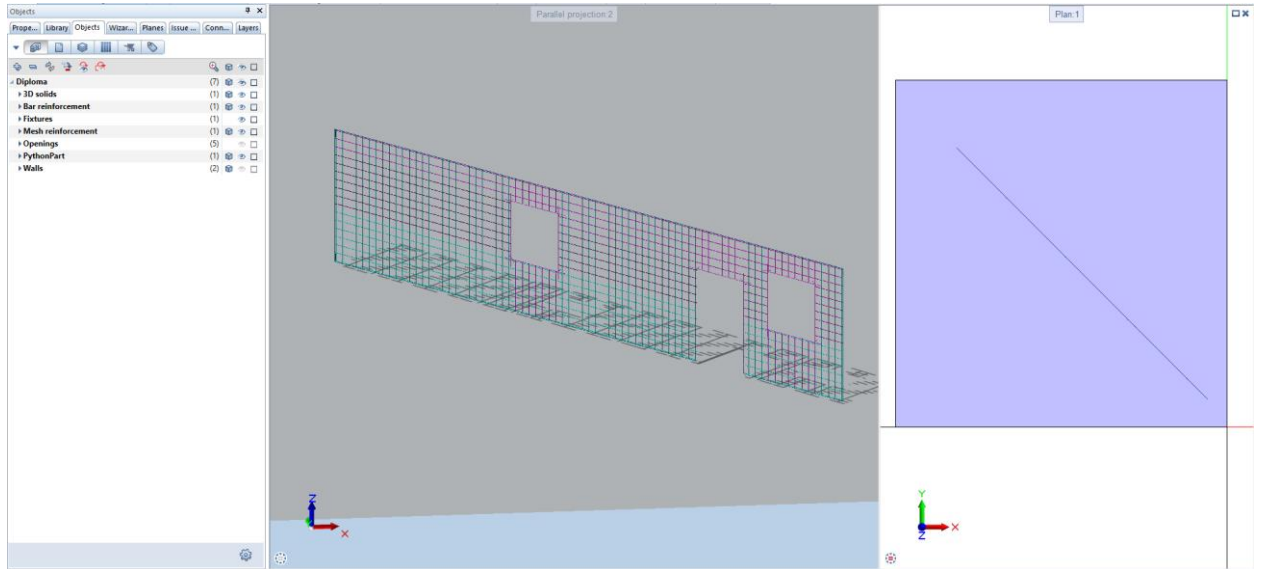 Objects
Prope... Library Objects Wizar... Planes Issue ... Conn... Layers
Diploma (7)
3D solids (1)
Bar reinforcement (1)
Fixtures (1)
Mesh reinforcement (1)
Openings (5)
PythonPart (1)
Walls (2)
Parallel projection:2
Z
X
Plan:1
Y
X
Z